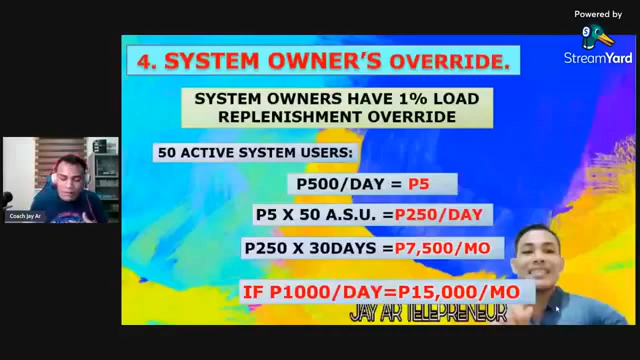 Powered by
StreamYard
4. SYSTEM OWNER'S OVERRIDE.
SYSTEM OWNERS HAVE 1% LOAD
REPLENISHMENT OVERRIDE
50 ACTIVE SYSTEM USERS:
P500/DAY = P5
P5 X 50 A.S.U. =P250/DAY
P250 X 30DAYS =P7,500/MO
IF P1000/DAY=P15,000/MO
JAY AR TELEPRENEUR
Coach Jay Ar